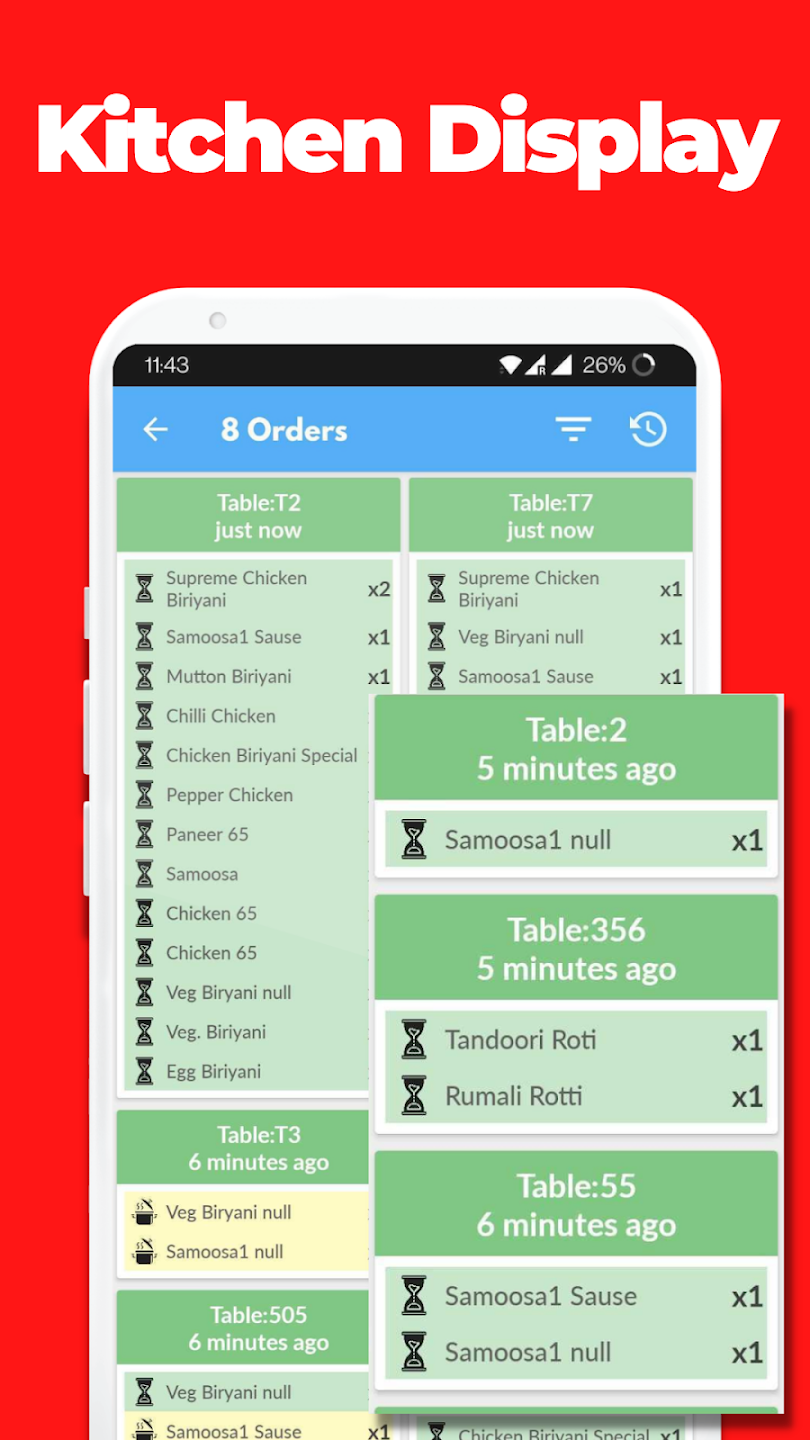 Kitchen Display
11:43
R
26%
8 Orders
Table:T2
just now
Supreme Chicken
Biriyani
x2
Samoosa1 Sause x1
Mutton Biriyani x1
Chilli Chicken
Chicken Biriyani Special
Pepper Chicken
Paneer 65
Samoosa
Chicken 65
Chicken 65
Veg Biryani null
Veg. Biriyani
Egg Biriyani
Table:T3
6 minutes ago
Veg Biryani null
Samoosa1 null
Table:505
6 minutes ago
Veg Biryani null
Samoosa1 Sause x1
Table:T7
just now
Supreme Chicken
Biriyani
x1
Veg Biryani null x1
Samoosa1 Sause x1
Table:2
5 minutes ago
Samoosa1 null x1
Table:356
5 minutes ago
Tandoori Roti x1
Rumali Rotti x1
Table:55
6 minutes ago
Samoosa1 Sause x1
Samoosa1 null x1
Chicken Biriyani Special x1